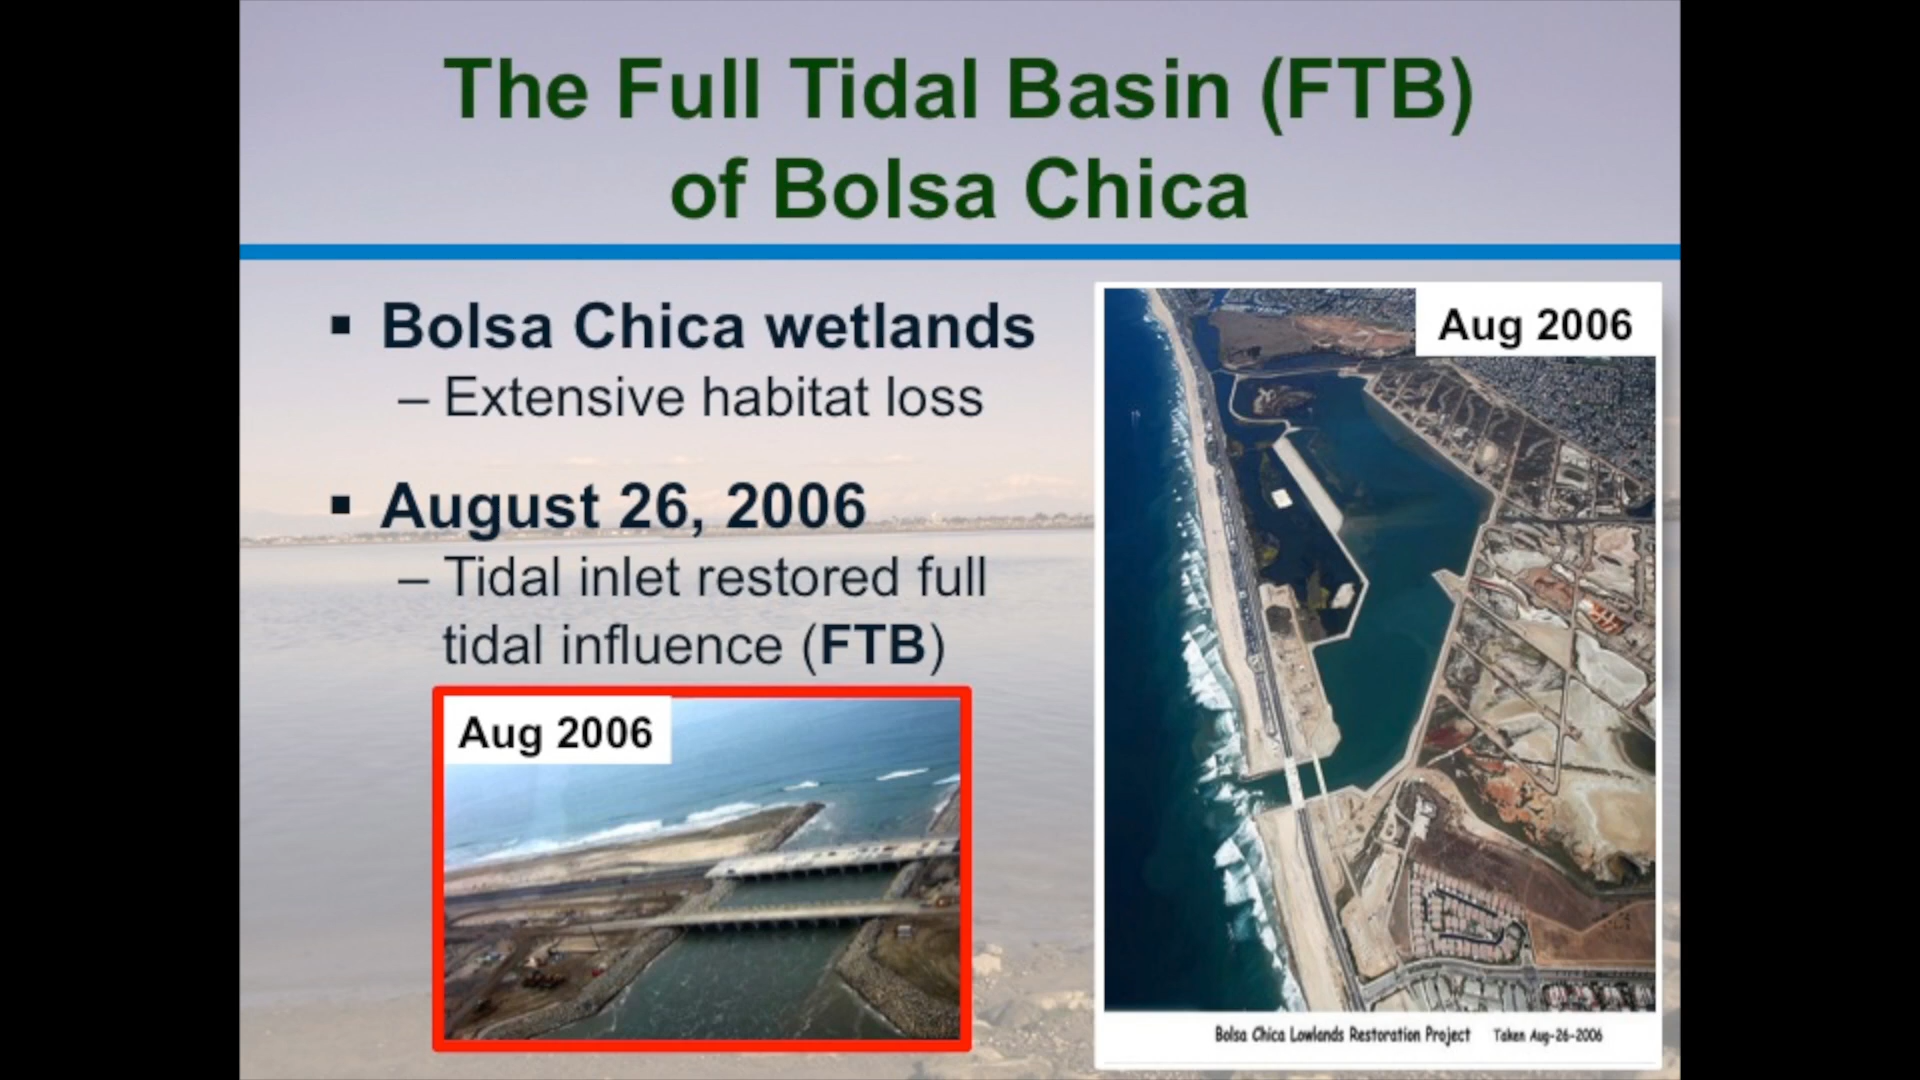 The Full Tidal Basin (FTB)
of Bolsa Chica
▪ Bolsa Chica wetlands
– Extensive habitat loss
▪ August 26, 2006
– Tidal inlet restored full
tidal influence (FTB)
Aug 2006
Aug 2006
Bolsa Chica Lowlands Restoration Project Taken Aug-26-2006